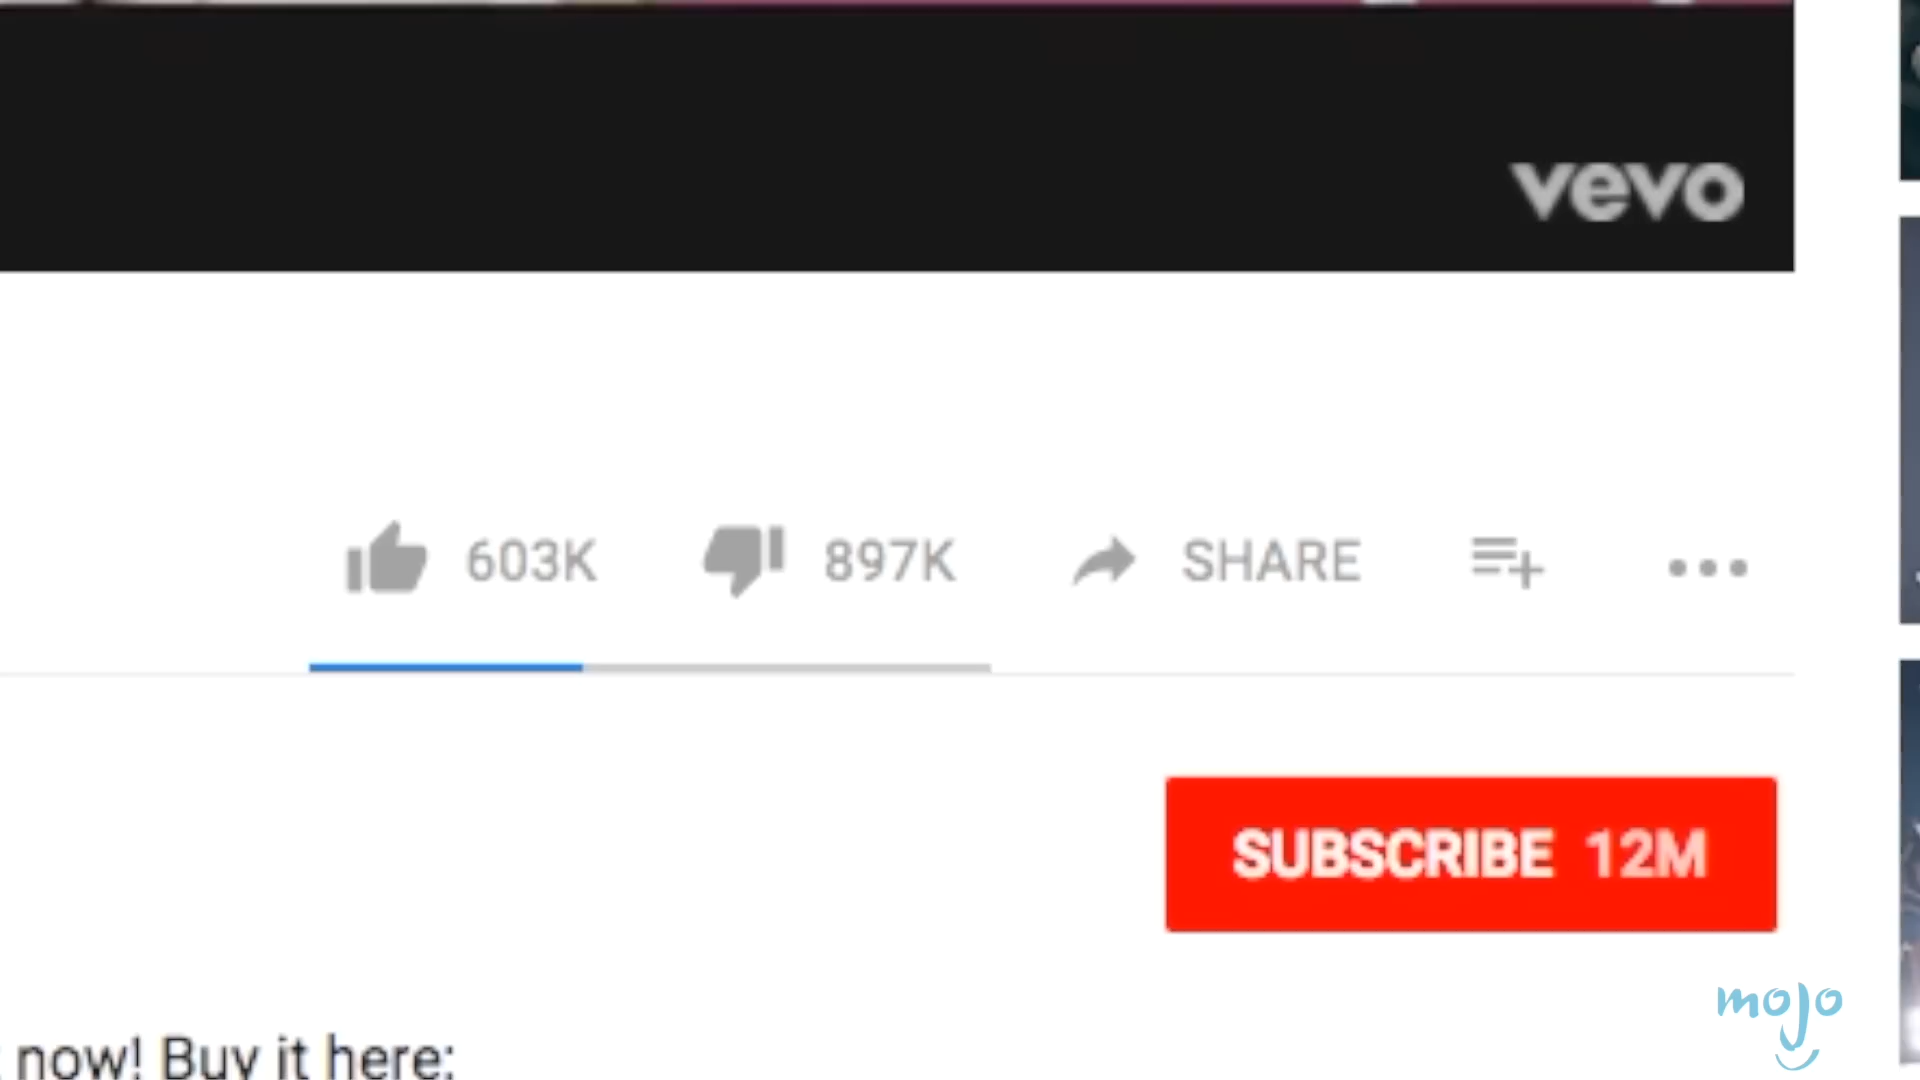 vevo
603K 897K SHARE
SUBSCRIBE 12M
mojo
now! Buy it here: